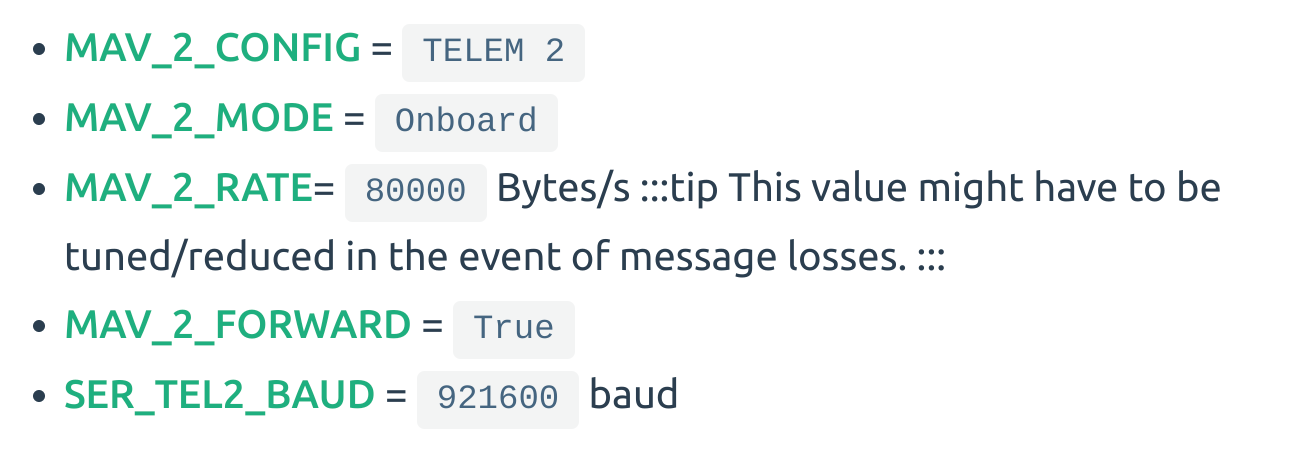 • MAV_2_CONFIG = TELEM 2
• MAV_2_MODE = Onboard
• MAV_2_RATE= 80000 Bytes/s :::tip This value might have to be
tuned/reduced in the event of message losses. :::
• MAV_2_FORWARD = True
• SER_TEL2_BAUD = 921600 baud